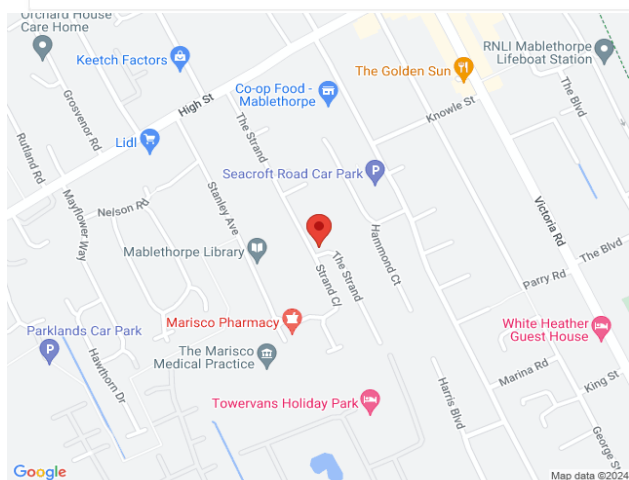 Orchard House
Care Home
Keetch Factors
High St
RNLI Mablethorpe
Lifeboat Station
The Golden Sun
Co-op Food -
Mablethorpe
The Blvd
Grosvenor Rd
Knowle St
Rutland Rd
Lidl
The Strand
Seacroft Road Car Park
Mayflower Way
Nelson Rd
Stanley Ave
Victoria Rd
Hammond Ct
Mablethorpe Library
The Blvd
Strand Cl
The Strand
Parry Rd
Marisco Pharmacy
Parklands Car Park
White Heather
Guest House
The Marisco
Medical Practice
Hawthorn Dr
Marina Rd
King St
Harris Blvd
Towervans Holiday Park
George St
Google
Map data ©2024